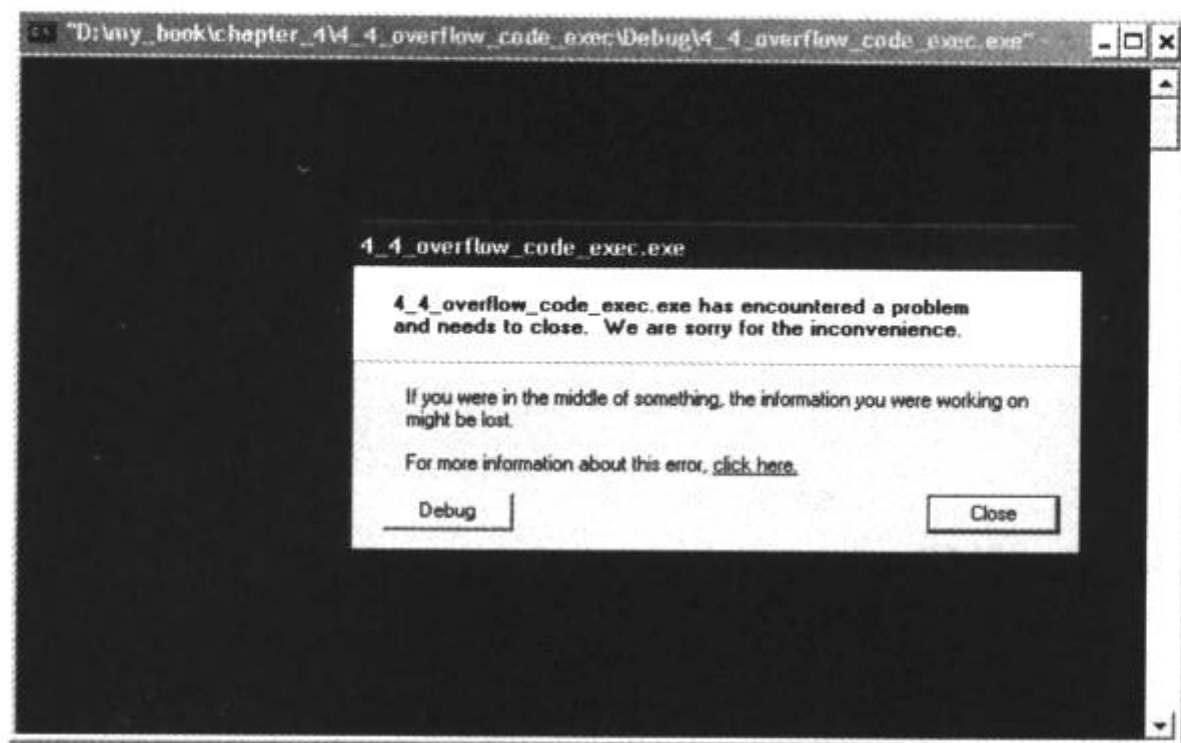 "D:\my_book\chapter_4\4_4_overflow_code_exec\Debug\4_4_overflow_code_exec.exe"
4_4_overflow_code_exec.exe
4_4_overflow_code_exec.exe has encountered a problem
and needs to close. We are sorry for the inconvenience.
If you were in the middle of something, the information you were working on
might be lost.
For more information about this error, click here.
Debug
Close